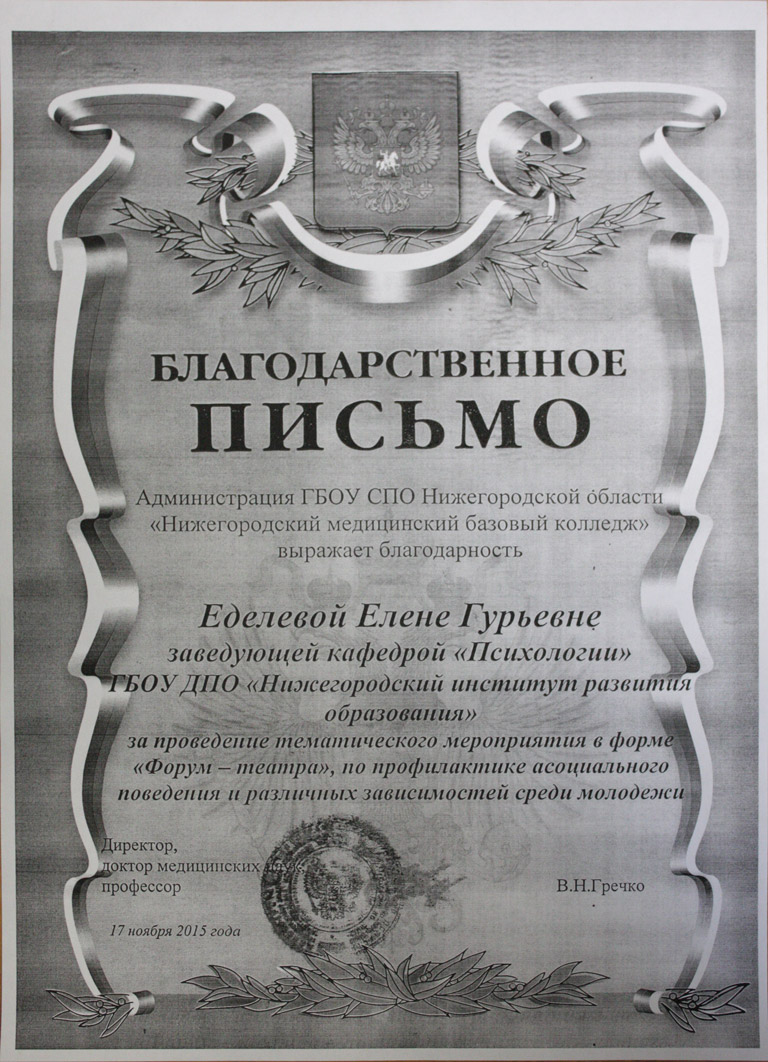 БЛАГОДАРСТВЕННОЕ
ПИСЬМО
Администрация ГБОУ СПО Нижегородской области
«Нижегородский медицинский базовый колледж»
выражает благодарность
Еделевой Елене Гурьевне
заведующей кафедрой «Психологии»
ГБОУ ДПО «Нижегородский институт развития
образования»
за проведение тематического мероприятия в форме
«Форум – театра», по профилактике асоциального
поведения и различных зависимостей среди молодежи
Директор,
доктор медицинских наук,
профессор
В.Н.Гречко
17 ноября 2015 года